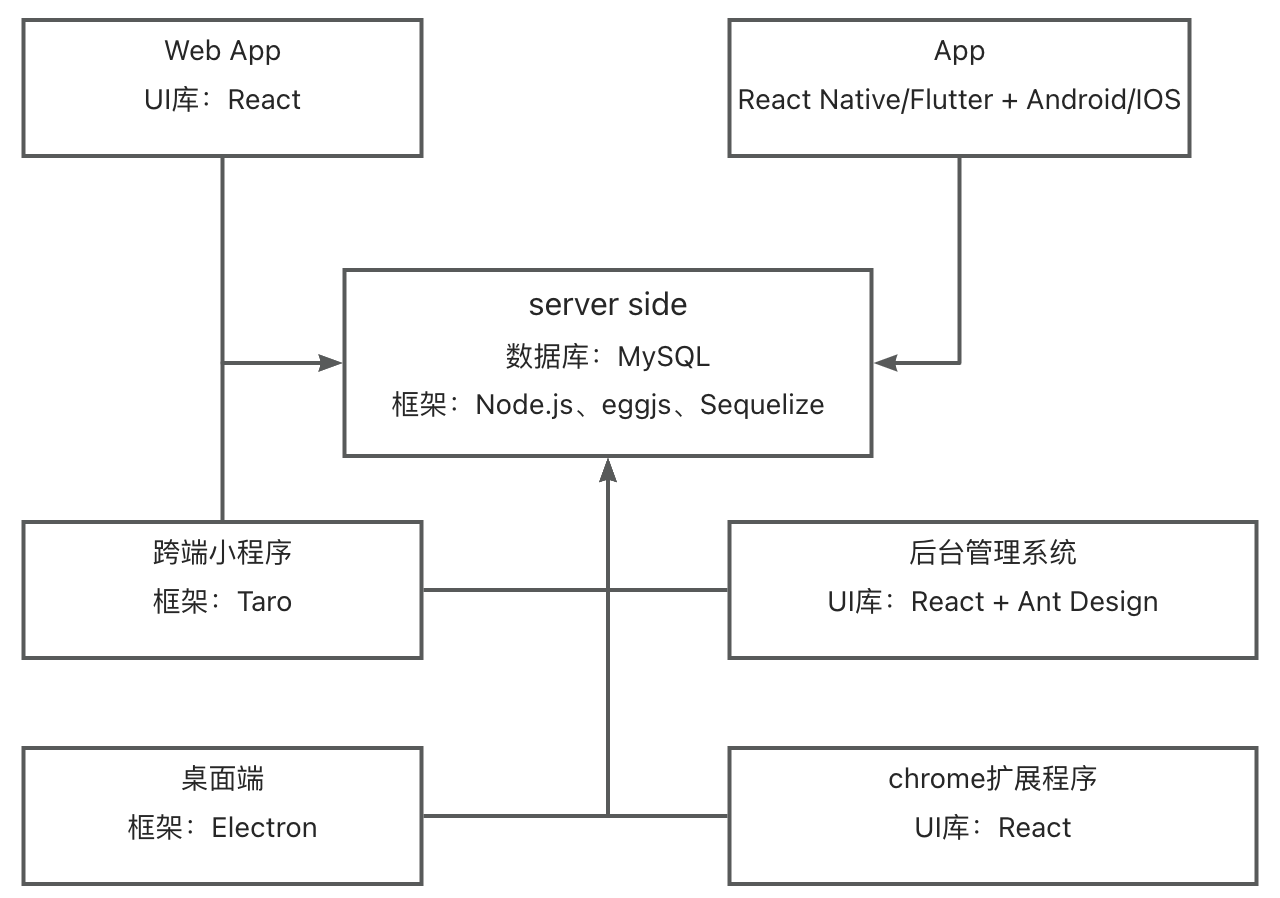 Web App
UI库：React
App
React Native/Flutter + Android/IOS
server side
数据库：MySQL
框架：Node.js、eggjs、Sequelize
跨端小程序
框架：Taro
后台管理系统
UI库：React + Ant Design
桌面端
框架：Electron
chrome扩展程序
UI库：React